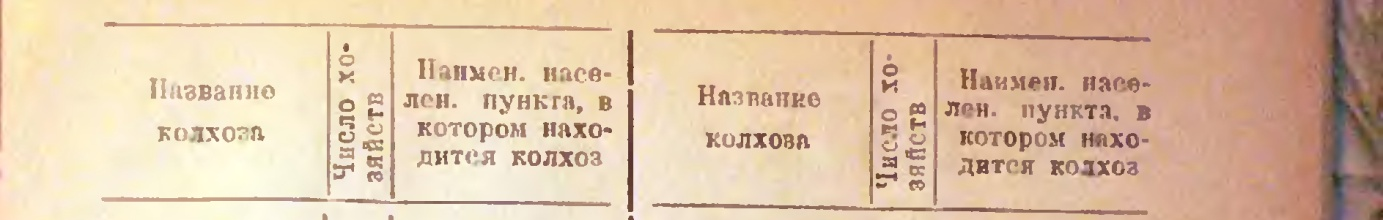 Название
колхоза
Число хо-
зяйств
Наимен. насе-
лен. пункта, в
котором нахо-
дится колхоз
Название
колхоза
Число хо-
зяйств
Наимен. насе-
лен. пункта, в
котором нахо-
дится колхоз